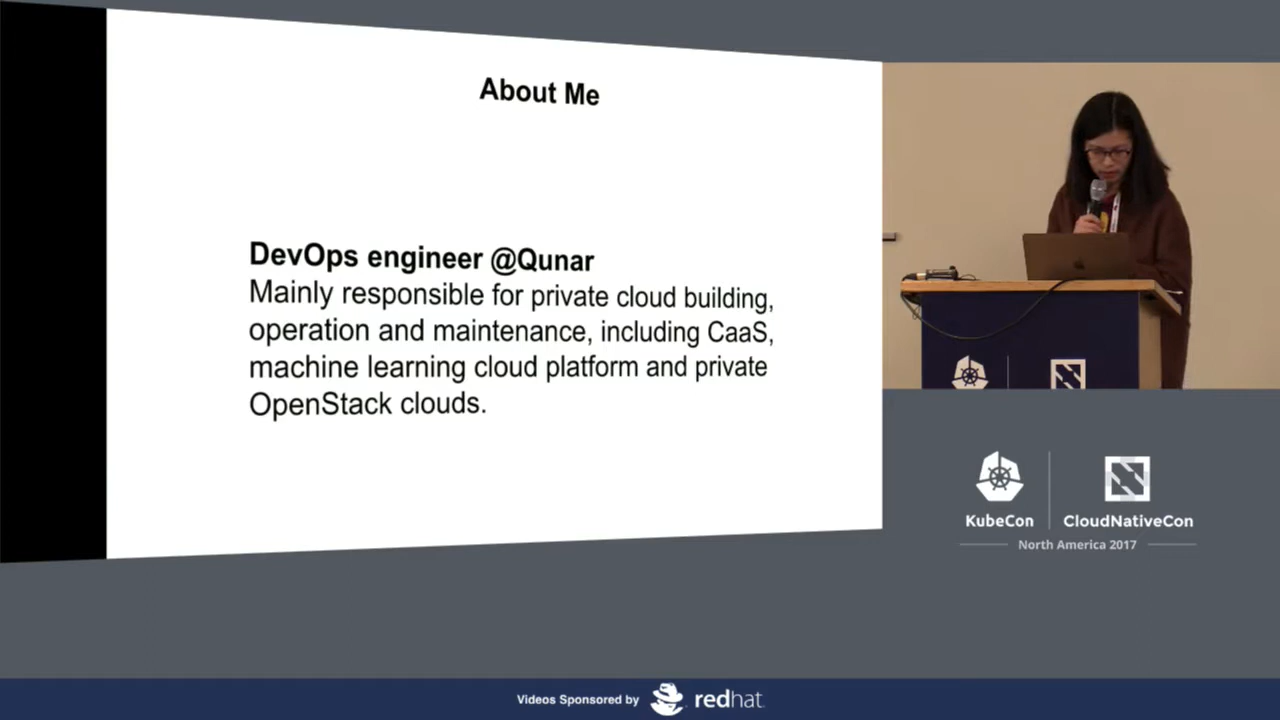 About Me
DevOps engineer @Qunar
Mainly responsible for private cloud building,
operation and maintenance, including CaaS,
machine learning cloud platform and private
OpenStack clouds.
KubeCon
CloudNativeCon
North America 2017
Videos Sponsored by
redhat.